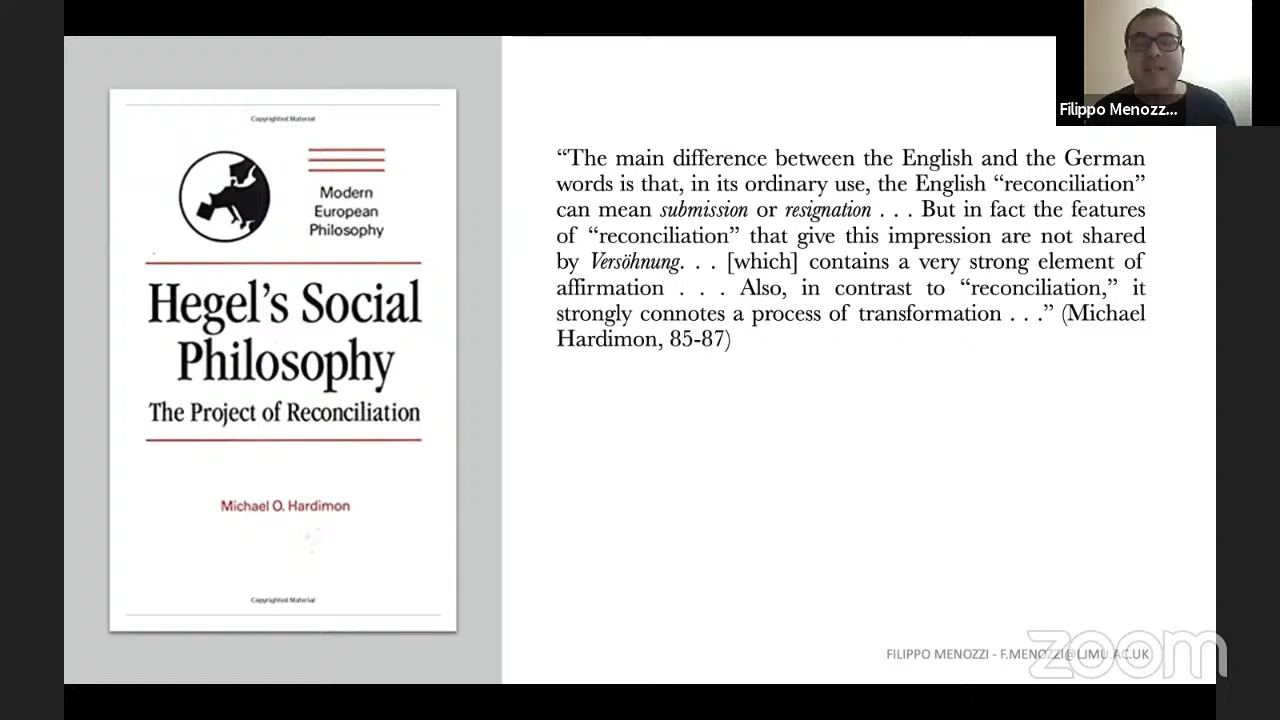 Filippo Menozz...
Copyrighted Material
Modern
European
Philosophy
Hegel's Social
Philosophy
The Project of Reconciliation
Michael O. Hardimon
Copyrighted Material
“The main difference between the English and the German
words is that, in its ordinary use, the English “reconciliation”
can mean submission or resignation . . . But in fact the features
of “reconciliation” that give this impression are not shared
by Versöhnung. . . [which] contains a very strong element of
affirmation . . . Also, in contrast to “reconciliation,” it
strongly connotes a process of transformation . . .” (Michael
Hardimon, 85-87)
FILIPPO MENOZZI - F.MENOZZI@LJMU.AC.UK
zoom